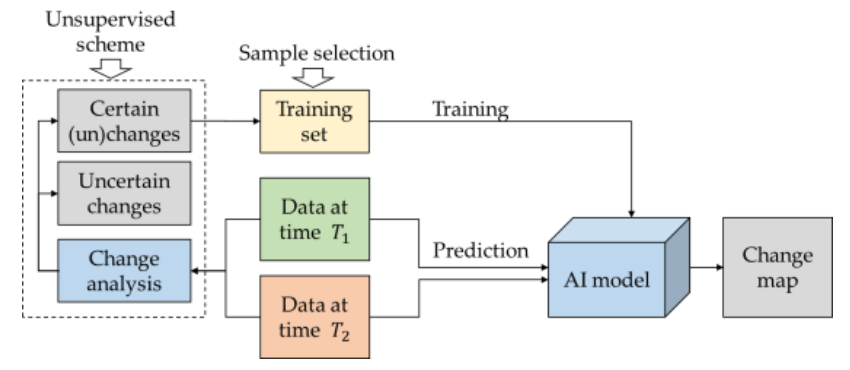 Unsupervised
scheme
Sample selection
Certain
(un)changes
Training
set
Training
Uncertain
changes
Data at
time T₁
Change
analysis
Prediction
AI model
Change
map
Data at
time T₂